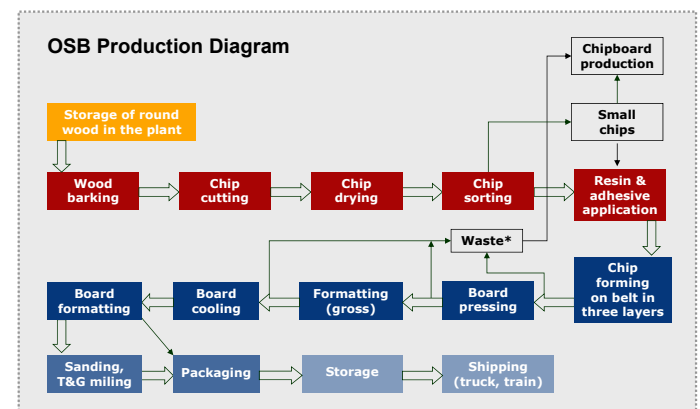 OSB Production Diagram
Chipboard
production
Storage of round
wood in the plant
Small
chips
Wood
barking
Chip
cutting
Chip
drying
Chip
sorting
Resin &
adhesive
application
Waste*
Chip
forming
on belt in
three layers
Board
pressing
Formatting
(gross)
Board
cooling
Board
formatting
Sanding,
T&G miling
Packaging
Storage
Shipping
(truck, train)